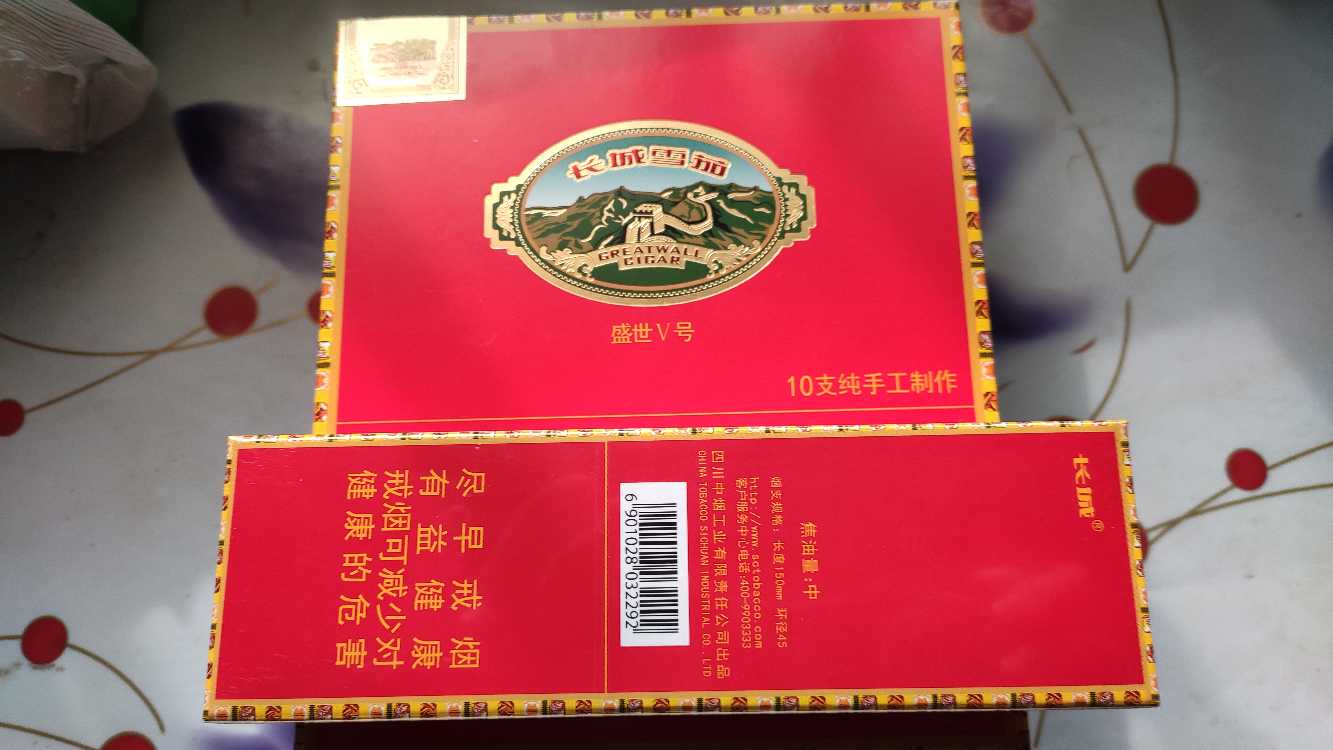 长城雪茄
GREATWALL
CIGAR
盛世V号
10支纯手工制作
长城®
焦油量:中
烟支规格：长度150mm 环径45
http://www.sctobacco.com
客户服务中心电话:400-9903333
四川中烟工业有限责任公司出品
CHINA TOBACCO SICHUAN INDUSTRIAL CO.,LTD
6 901028 032292
尽早戒烟
有益健康
戒烟可减少对
健康的危害